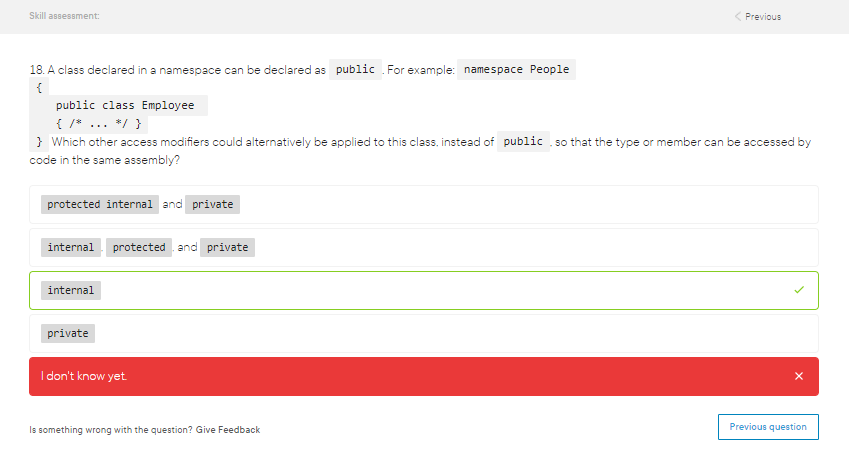 Skill assessment:
Previous
18. A class declared in a namespace can be declared as public . For example: namespace People
{
public class Employee
{ /* ... */ }
} Which other access modifiers could alternatively be applied to this class, instead of public , so that the type or member can be accessed by
code in the same assembly?
protected internal and private
internal , protected , and private
internal
private
I don't know yet.
Is something wrong with the question? Give Feedback
Previous question